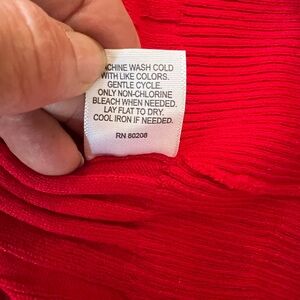 MACHINE WASH COLD
WITH LIKE COLORS.
GENTLE CYCLE.
ONLY NON-CHLORINE
BLEACH WHEN NEEDED.
LAY FLAT TO DRY.
COOL IRON IF NEEDED.
RN 80208